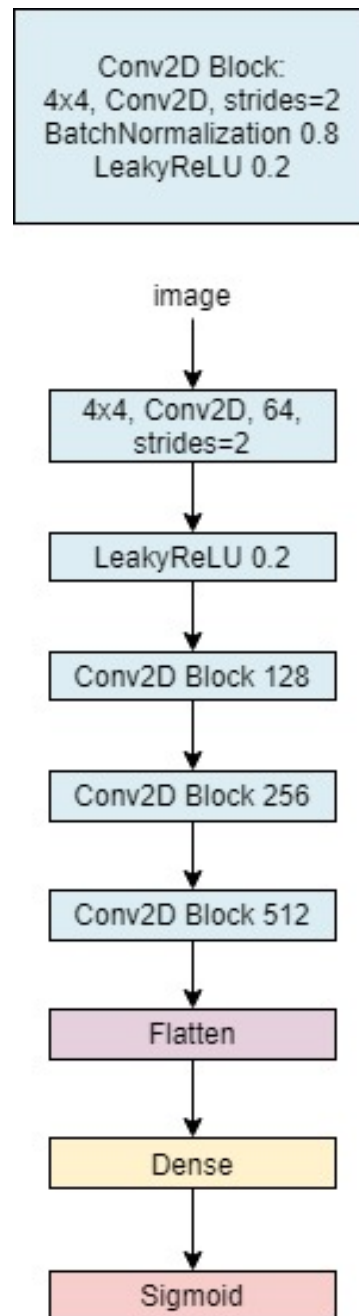 Conv2D Block:
4x4, Conv2D, strides=2
BatchNormalization 0.8
LeakyReLU 0.2
image
4x4, Conv2D, 64,
strides=2
LeakyReLU 0.2
Conv2D Block 128
Conv2D Block 256
Conv2D Block 512
Flatten
Dense
Sigmoid